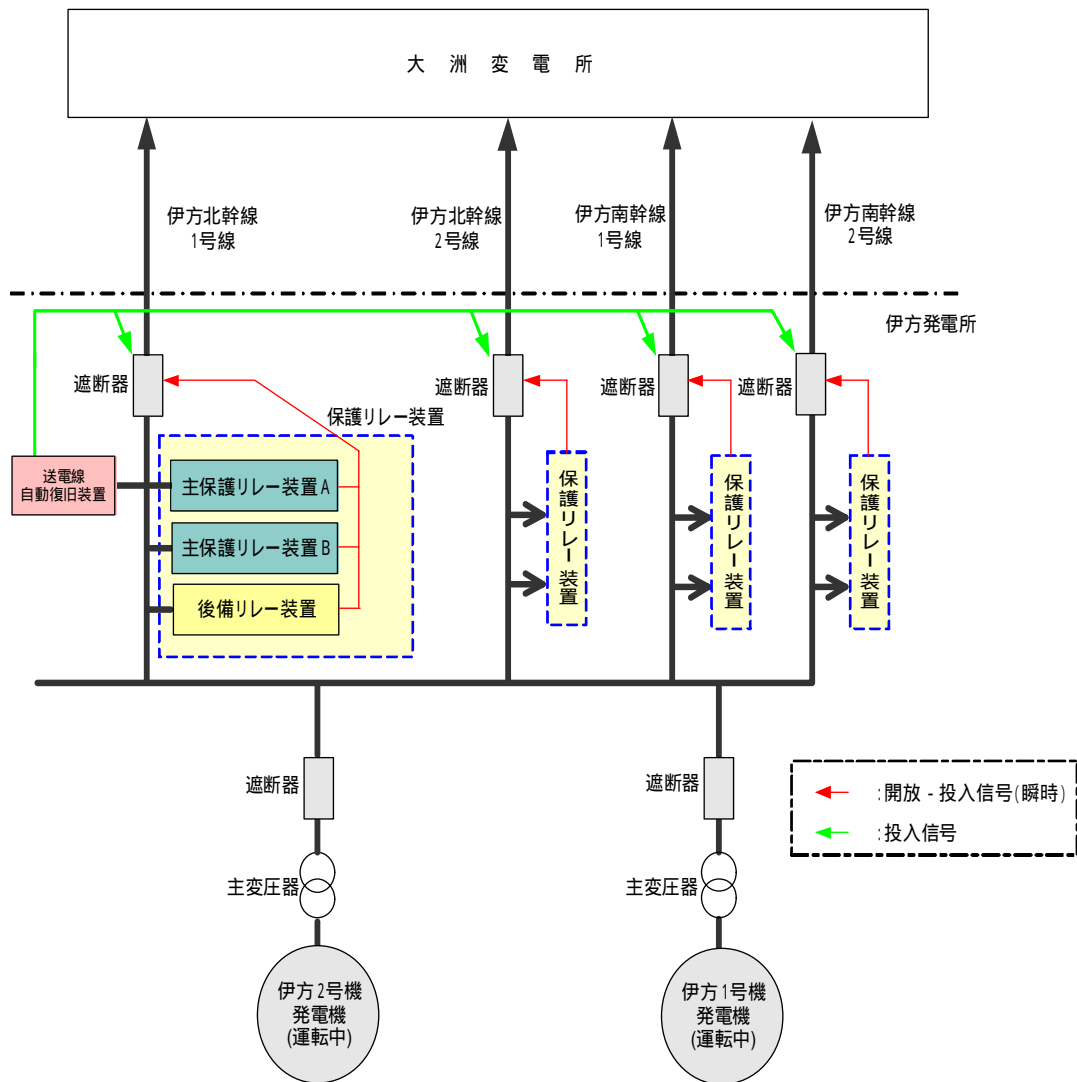 大洲変電所
伊方北幹線
1号線
伊方北幹線
2号線
伊方南幹線
1号線
伊方南幹線
2号線
伊方発電所
遮断器
遮断器
遮断器
遮断器
保護リレー装置
送電線
自動復旧装置
主保護リレー装置A
主保護リレー装置B
後備リレー装置
保護リレー装置
保護リレー装置
保護リレー装置
遮断器
遮断器
:開放-投入信号(瞬時)
:投入信号
主変圧器
主変圧器
伊方2号機
発電機
(運転中)
伊方1号機
発電機
(運転中)